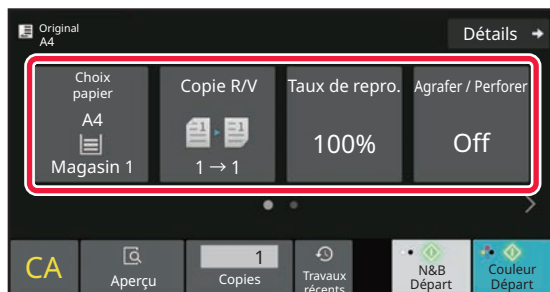 Original
A4
Détails
Choix
papier
A4
Magasin 1
Copie R/V
1 → 1
Taux de repro.
100%
Agrafer / Perforer
Off
CA
Aperçu
1
Copies
Travaux
récents
N&B
Départ
Couleur
Départ